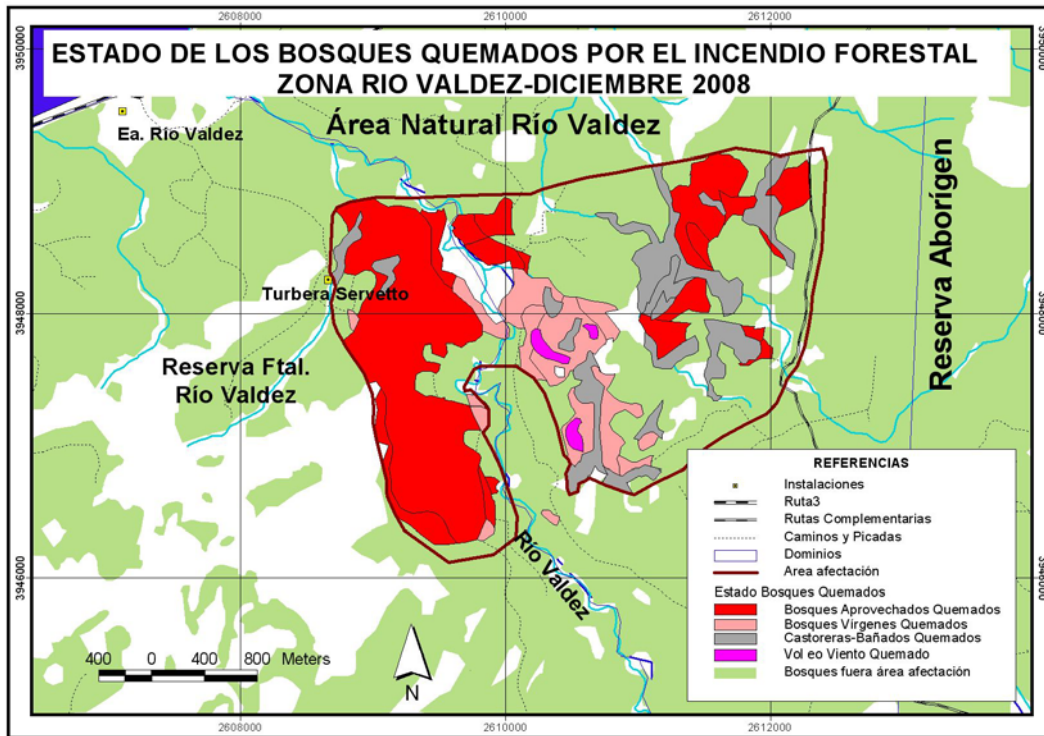 2608000 2610000 2612000
3950000 3950000
ESTADO DE LOS BOSQUES QUEMADOS POR EL INCENDIO FORESTAL
ZONA RIO VALDEZ-DICIEMBRE 2008
Área Natural Río Valdez
Ea. Río Valdez
Reserva Aborígen
Turbera Servetto
3948000 3948000
Reserva Ftal.
Río Valdez
Río Valdez
3946000 3946000
REFERENCIAS
Instalaciones
Ruta3
Rutas Complementarias
Caminos y Picadas
Dominios
Area afectación
Estado Bosques Quemados
Bosques Aprovechados Quemados
Bosques Vírgenes Quemados
Castoreras-Bañados Quemados
Vol eo Viento Quemado
Bosques fuera área afectación
400 0 400 800 Meters
N
2608000 2610000 2612000